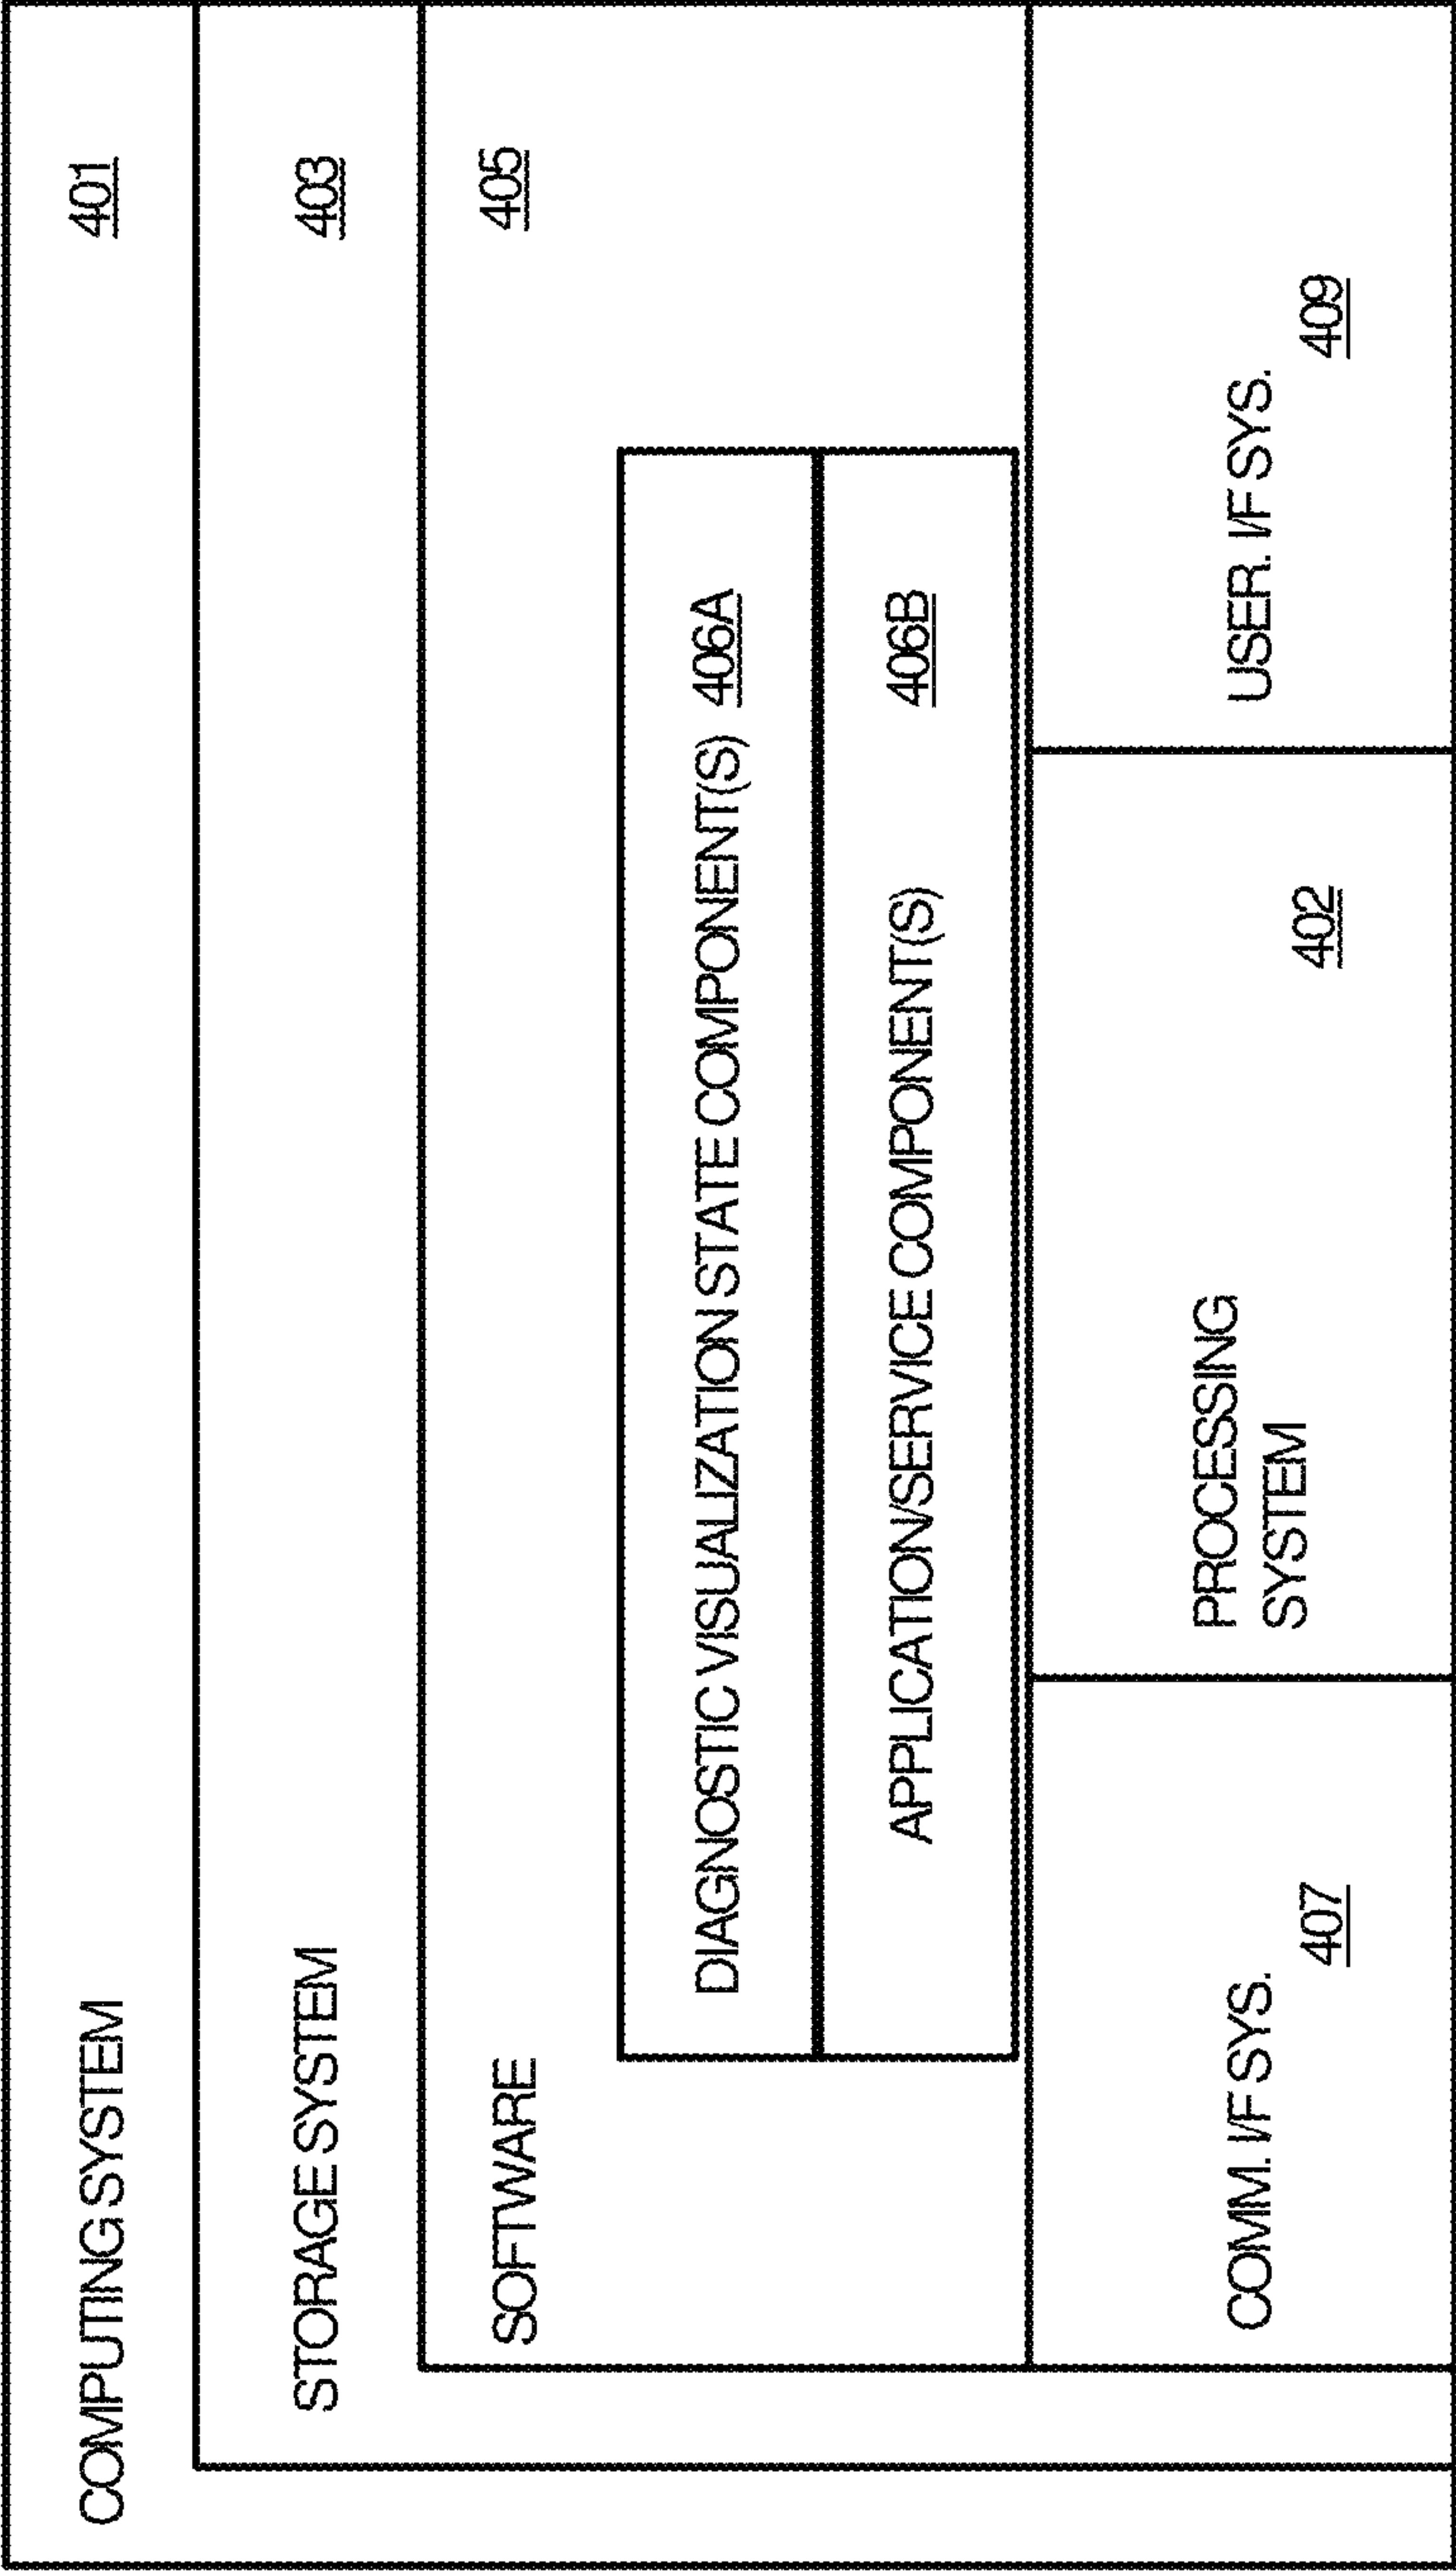 COMPUTING SYSTEM 401
STORAGE SYSTEM 403
SOFTWARE 405
DIAGNOSTIC VISUALIZATION STATE COMPONENT(S) 406A
APPLICATION/SERVICE COMPONENT(S) 406B
COMM. I/F SYS.
407
PROCESSING
SYSTEM
402
USER. I/F SYS.
409